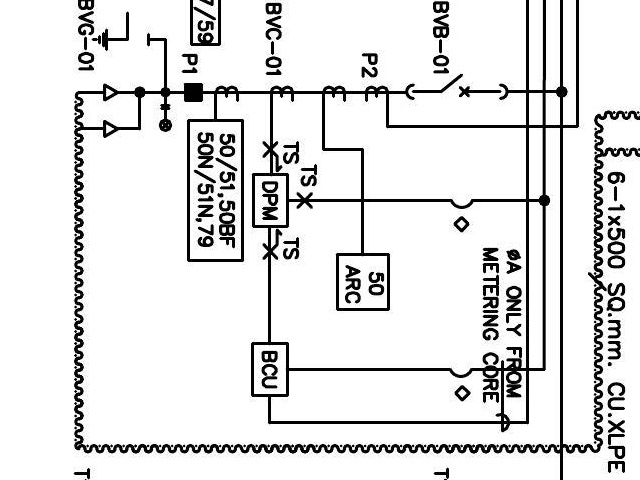 BVG-01
7/59
BVC-01
BVB-01
P1
P2
TS
TS
TS
50/51,50BF
50N/51N,79
DPM
50
ARC
BCU
ØA ONLY FROM
METERING CORE
6-1x500 SQ.mm. CU.XLPE